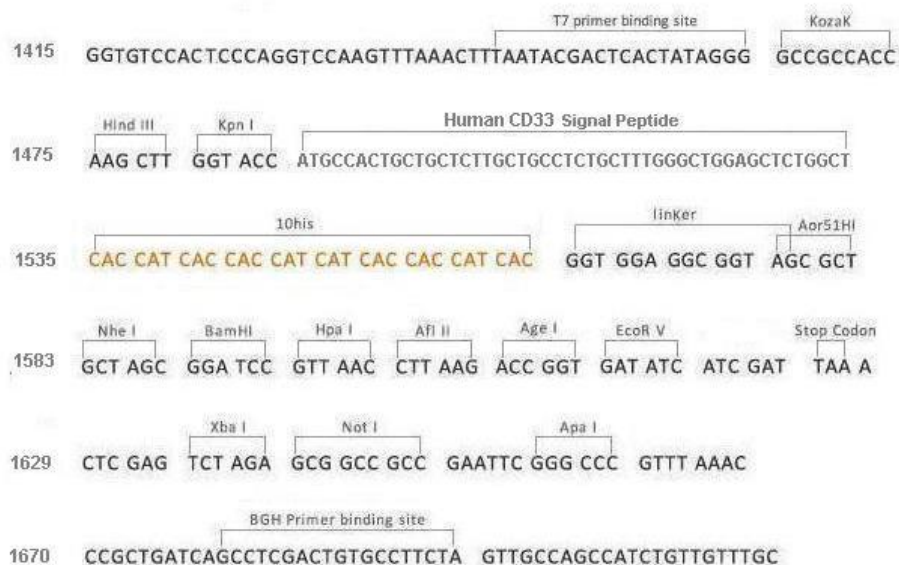 T7 primer binding site KozaK
1415 GGTGTCCACTCCCAGGTCCAAGTTTAAACTTTAATACGACTCACTATAGGG GCCGCCACC
Hind III Kpn I Human CD33 Signal Peptide
1475 AAG CTT GGT ACC ATGCCACTGCTGCTCTTGCTGCCTCTGCTTTGGGCTGGAGCTCTGGCT
10his linKer Aor51HI
1535 CAC CAT CAC CAC CAT CAT CAC CAC CAT CAC GGT GGA GGC GGT AGC GCT
Nhe I BamHI Hpa I Afl II Age I EcoR V Stop Codon
1583 GCT AGC GGA TCC GTT AAC CTT AAG ACC GGT GAT ATC ATC GAT TAA A
Xba I Not I Apa I
1629 CTC GAG TCT AGA GCG GCC GCC GAATTC GGG CCC GTTT AAAC
BGH Primer binding site
1670 CCGCTGATCAGCCTCGACTGTGCCTTCTA GTTGCCAGCCATCTGTTGTTTGC